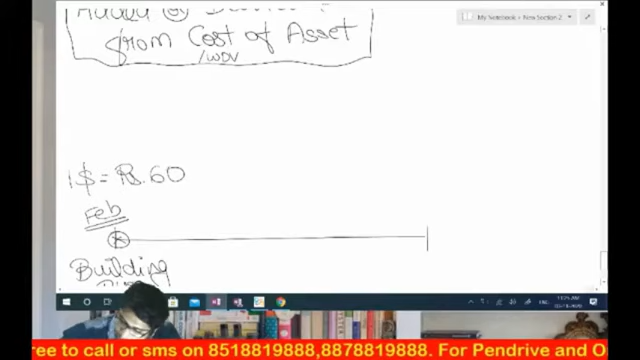 My Notebook > New Section 2
from Cost of Asset
/WDV
1$ = Rs.60
Feb
Building
ree to call or sms on 8518819888,8878819888. For Pendrive and O